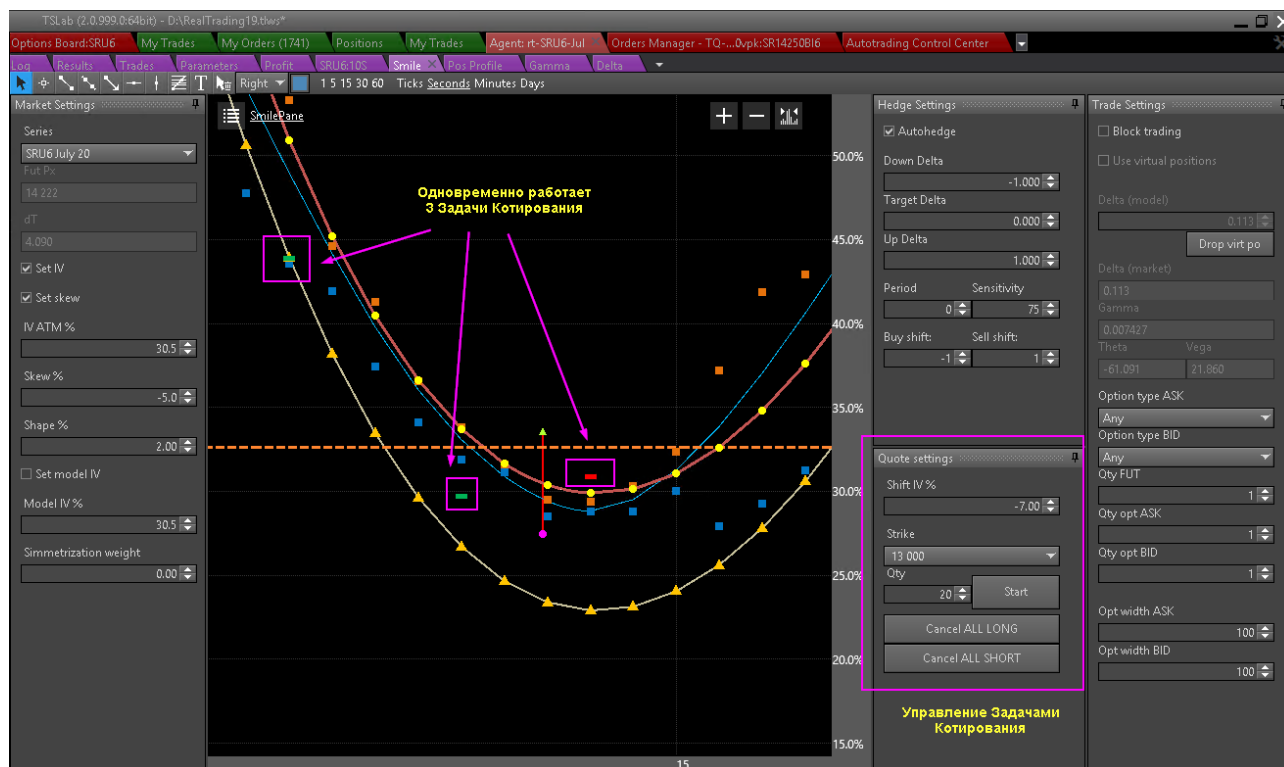 TSLab (2.0.999.0:64bit) - D:\RealTrading19.tlws*
Options Board:SRU6 My Trades My Orders (1741) Positions My Trades Agent: rt-SRU6-Jul Orders Manager - TQ-...0vpk:SR14250BI6 Autotrading Control Center
Log Results Trades Parameters Profit SRU6:10S Smile Pos Profile Gamma Delta
T Right 1 5 15 30 60 Ticks Seconds Minutes Days
Market Settings
Series
SRU6 July 20
Fut Px
14 222
dT
4.090
Set IV
Set skew
IV ATM %
30.5
Skew %
-5.0
Shape %
2.00
Set model IV
Model IV %
30.5
Simmetrization weight
0.00
SmilePane
Одновременно работает
3 Задачи Котирования
50.0%
45.0%
40.0%
35.0%
30.0%
25.0%
20.0%
15.0%
15
Hedge Settings
Autohedge
Down Delta
-1.000
Target Delta
0.000
Up Delta
1.000
Period Sensitivity
0 75
Buy shift: Sell shift:
-1 1
Quote settings
Shift IV %
-7.00
Strike
13 000
Qty
20 Start
Cancel ALL LONG
Cancel ALL SHORT
Управление Задачами
Котирования
Trade Settings
Block trading
Use virtual positions
Delta (model)
0.113
Drop virt po
Delta (market)
0.113
Gamma
0.007427
Theta Vega
-61.091 21.860
Option type ASK
Any
Option type BID
Any
Qty FUT
1
Qty opt ASK
1
Qty opt BID
1
Opt width ASK
100
Opt width BID
100